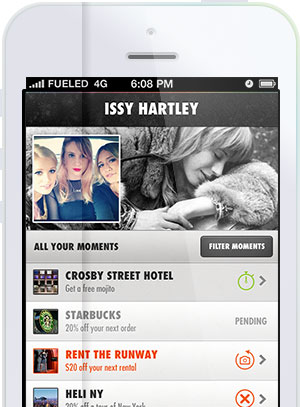 FUELED 4G 6:08 PM
ISSY HARTLEY
ALL YOUR MOMENTS FILTER MOMENTS
CROSBY STREET HOTEL
Get a free mojito
STARBUCKS
20% off your next order
PENDING
RENT THE RUNWAY
$20 off your next rental
HELI NY
20% off a tour of New York